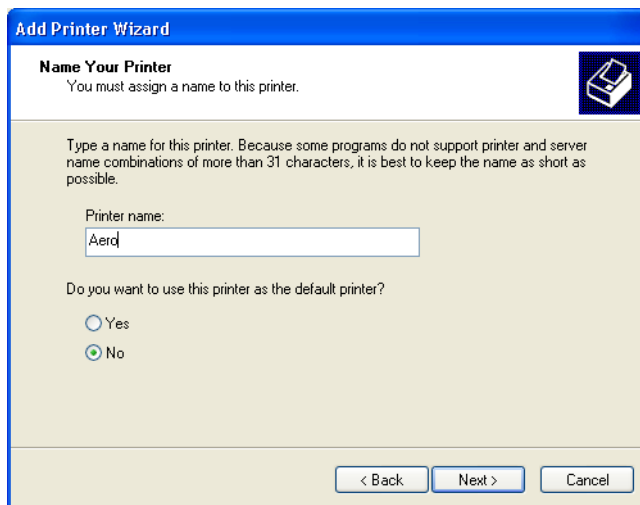 Add Printer Wizard
Name Your Printer
You must assign a name to this printer.
Type a name for this printer. Because some programs do not support printer and server
name combinations of more than 31 characters, it is best to keep the name as short as
possible.
Printer name:
Aero
Do you want to use this printer as the default printer?
Yes
No
< Back Next > Cancel